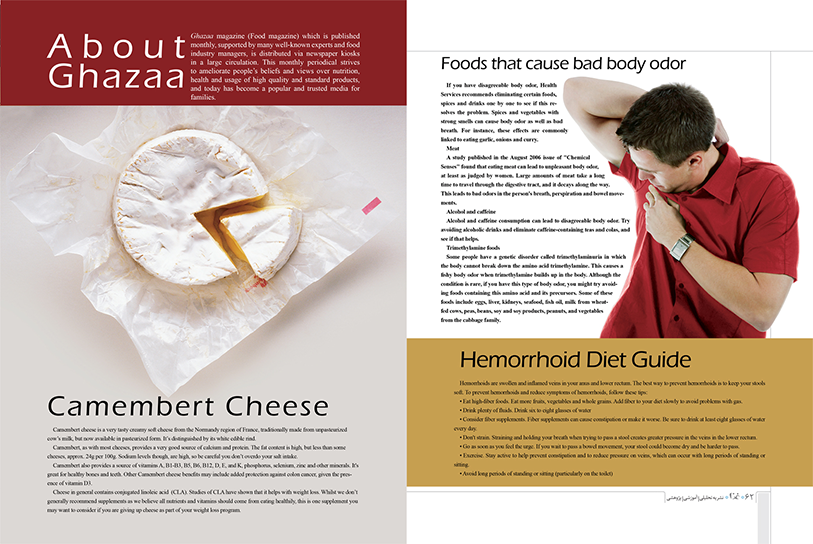 About
Ghazaa
Ghazaa magazine (Food magazine) which is published
monthly, supported by many well-known experts and food
industry managers, is distributed via newspaper kiosks
in a large circulation. This monthly periodical strives
to ameliorate people's beliefs and views over nutrition,
health and usage of high quality and standard products,
and today has become a popular and trusted media for
families.
Camembert Cheese
Camembert cheese is a very tasty creamy soft cheese from the Normandy region of France, traditionally made from unpasteurized
cow's milk, but now available in pasteurized form. It's distinguished by its white edible rind.
Camembert, as with most cheeses, provides a very good source of calcium and protein. The fat content is high, but less than some
cheeses, approx. 24g per 100g. Sodium levels though, are high, so be careful you don't overdo your salt intake.
Camembert also provides a source of vitamins A, B1-B3, B5, B6, B12, D, E, and K, phosphorus, selenium, zinc and other minerals. It's
great for healthy bones and teeth. Other Camembert cheese benefits may include added protection against colon cancer, given the pres-
ence of vitamin D3.
Cheese in general contains conjugated linoleic acid (CLA). Studies of CLA have shown that it helps with weight loss. Whilst we don't
generally recommend supplements as we believe all nutrients and vitamins should come from eating healthily, this is one supplement you
may want to consider if you are giving up cheese as part of your weight loss program.
Foods that cause bad body odor
If you have disagreeable body odor, Health
Services recommends eliminating certain foods,
spices and drinks one by one to see if this re-
solves the problem. Spices and vegetables with
strong smells can cause body odor as well as bad
breath. For instance, these effects are commonly
linked to eating garlic, onions and curry.
Meat
A study published in the August 2006 issue of "Chemical
Senses" found that eating meat can lead to unpleasant body odor,
at least as judged by women. Large amounts of meat take a long
time to travel through the digestive tract, and it decays along the way.
This leads to bad odors in the person's breath, perspiration and bowel move-
ments.
Alcohol and caffeine
Alcohol and caffeine consumption can lead to disagreeable body odor. Try
avoiding alcoholic drinks and eliminate caffeine-containing teas and colas, and
see if that helps.
Trimethylamine foods
Some people have a genetic disorder called trimethylaminuria in which
the body cannot break down the amino acid trimethylamine. This causes a
fishy body odor when trimethylamine builds up in the body. Although the
condition is rare, if you have this type of body odor, you might try avoid-
ing foods containing this amino acid and its precursors. Some of these
foods include eggs, liver, kidneys, seafood, fish oil, milk from wheat-
fed cows, peas, beans, soy and soy products, peanuts, and vegetables
from the cabbage family.
Hemorrhoid Diet Guide
Hemorrhoids are swollen and inflamed veins in your anus and lower rectum. The best way to prevent hemorrhoids is to keep your stools
soft. To prevent hemorrhoids and reduce symptoms of hemorrhoids, follow these tips:
• Eat high-fiber foods. Eat more fruits, vegetables and whole grains. Add fiber to your diet slowly to avoid problems with gas.
• Drink plenty of fluids. Drink six to eight glasses of water
• Consider fiber supplements. Fiber supplements can cause constipation or make it worse. Be sure to drink at least eight glasses of water
every day.
• Don't strain. Straining and holding your breath when trying to pass a stool creates greater pressure in the veins in the lower rectum.
• Go as soon as you feel the urge. If you wait to pass a bowel movement, your stool could become dry and be harder to pass.
• Exercise. Stay active to help prevent constipation and to reduce pressure on veins, which can occur with long periods of standing or
sitting.
• Avoid long periods of standing or sitting (particularly on the toilet)
۶۲ غذا نشریه تحلیلی|آموزشی|پژوهشی